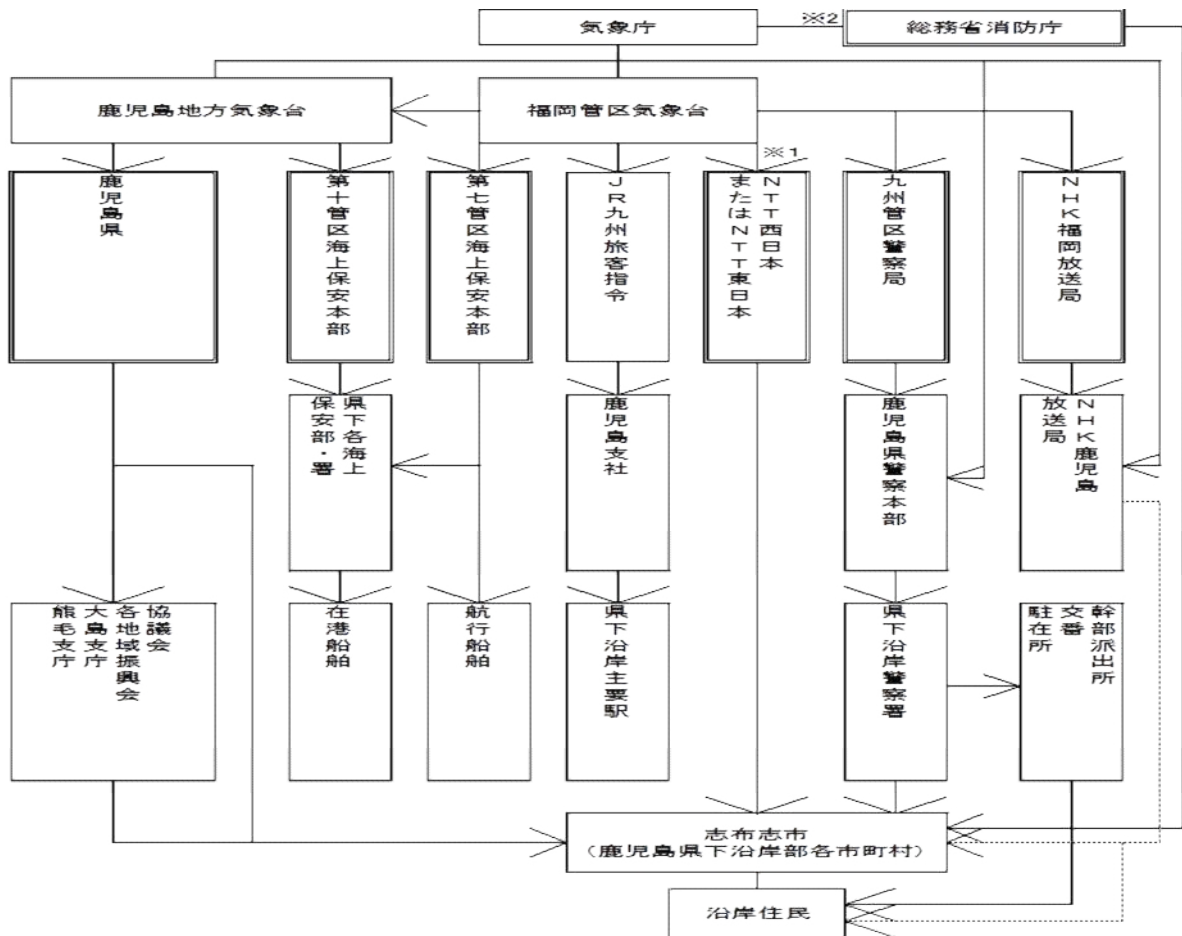 気象庁
※2
総務省消防庁
鹿児島地方気象台
福岡管区気象台
※1
鹿児島県
第十管区海上保安本部
第七管区海上保安本部
JR九州旅客指令
NTT西日本
またはNTT東日本
九州管区警察局
NHK福岡放送局
県下各海上
保安部・署
鹿児島支社
鹿児島県警察本部
NHK鹿児島
放送局
協議会
各地域振興会
大島支庁
熊毛支庁
在港船舶
航行船舶
県下沿岸主要駅
県下沿岸警察署
幹部派出所
交番
駐在所
志布志市
(鹿児島県下沿岸部各市町村)
沿岸住民